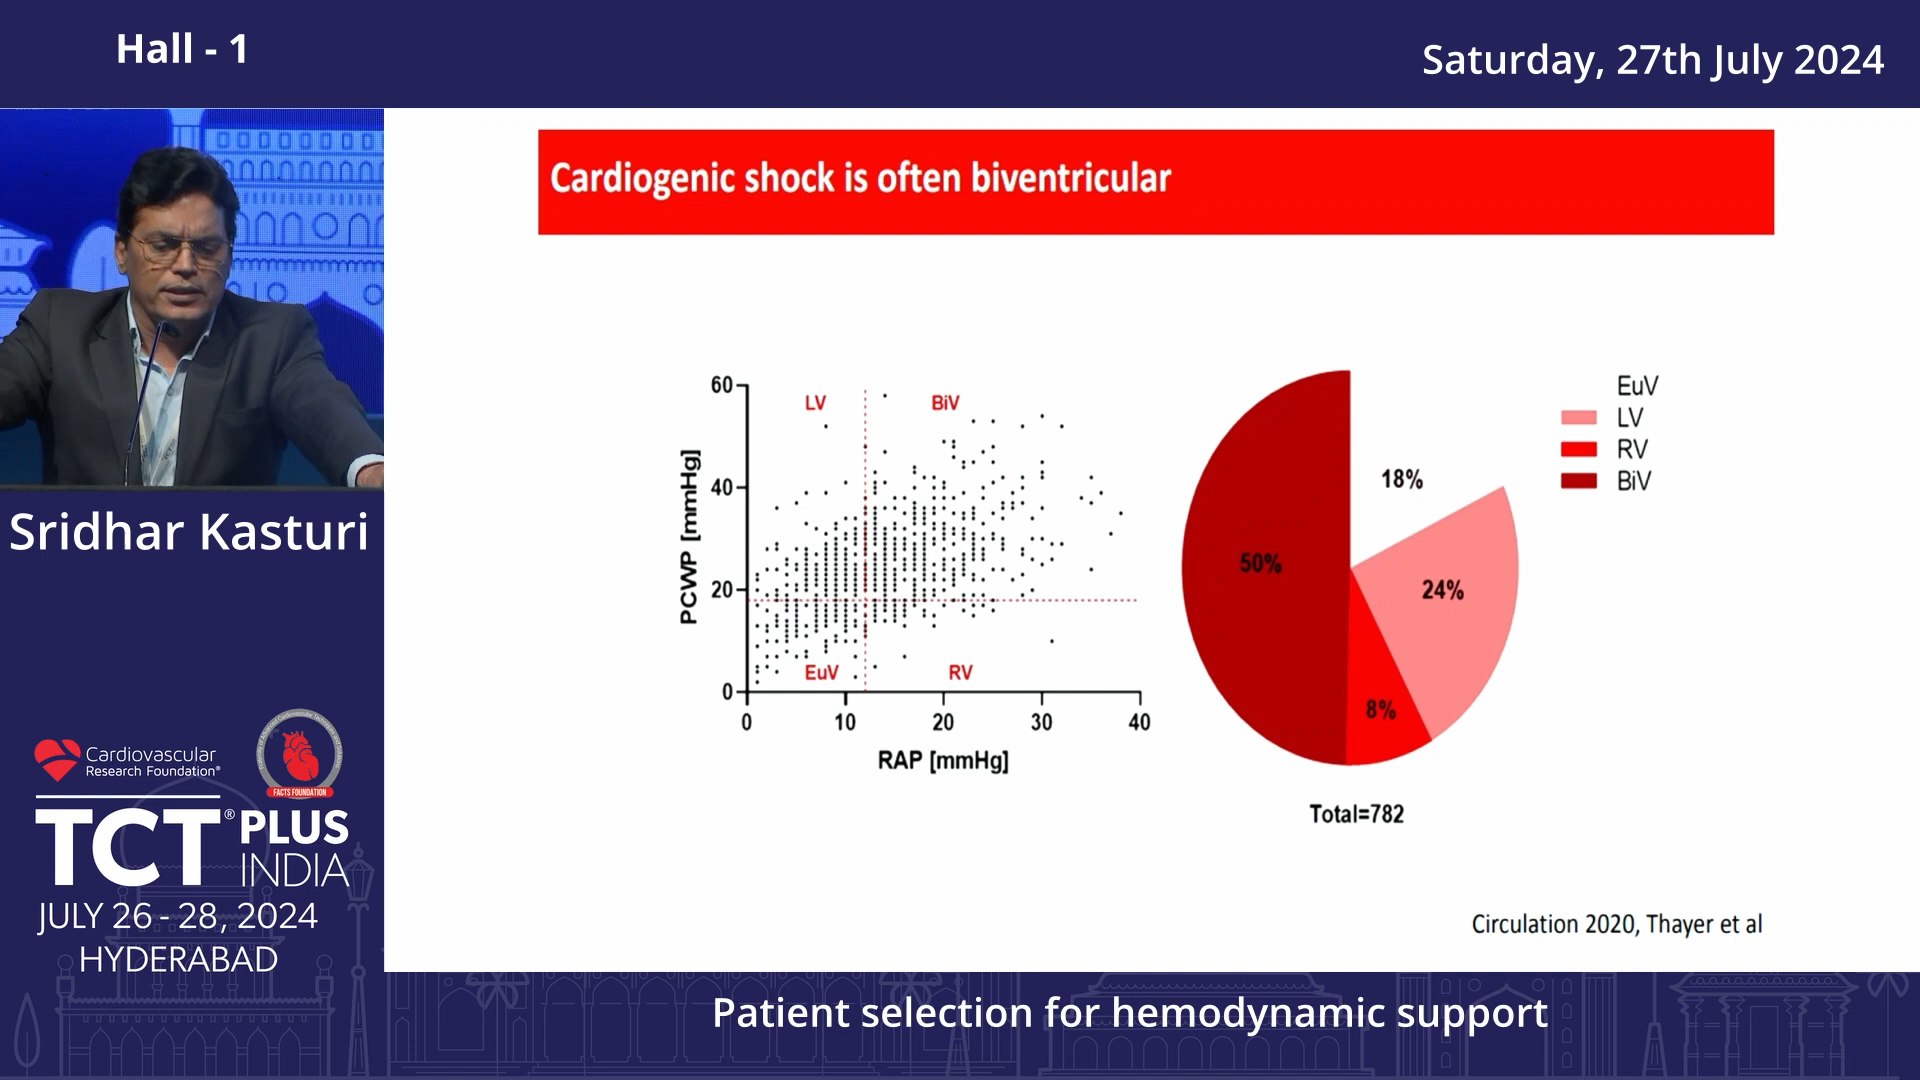 Hall - 1
Saturday, 27th July 2024
Cardiogenic shock is often biventricular
60
40
20
0
PCWP [mmHg]
LV
BiV
EuV
RV
0 10 20 30 40
RAP [mmHg]
18%
24%
8%
50%
EuV
LV
RV
BiV
Total=782
Circulation 2020, Thayer et al
Sridhar Kasturi
Cardiovascular
Research Foundation®
FACTS FOUNDATION
TCT® PLUS
INDIA
JULY 26 - 28, 2024
HYDERABAD
Patient selection for hemodynamic support